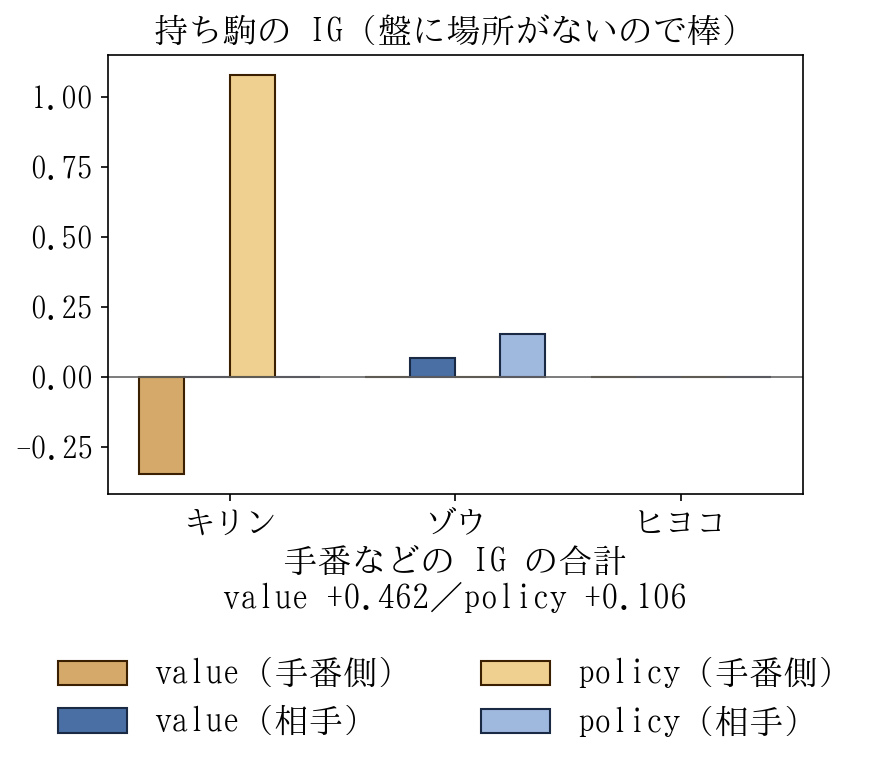 持ち駒の IG（盤に場所がないので棒）
1.00
0.75
0.50
0.25
0.00
−0.25
キリン ゾウ ヒヨコ
手番などの IG の合計
value +0.462／policy +0.106
value（手番側） policy（手番側）
value（相手） policy（相手）